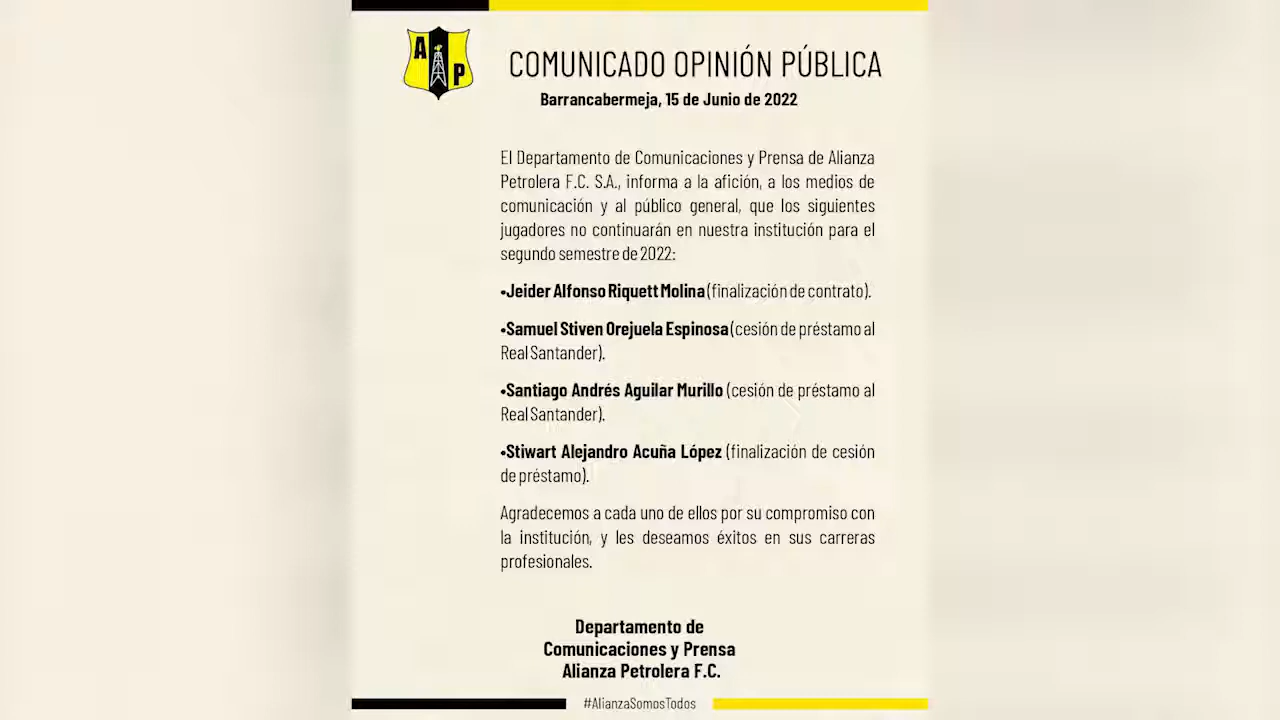 A P
COMUNICADO OPINIÓN PÚBLICA
Barrancabermeja, 15 de Junio de 2022
El Departamento de Comunicaciones y Prensa de Alianza
Petrolera F.C. S.A., informa a la afición, a los medios de
comunicación y al público general, que los siguientes
jugadores no continuarán en nuestra institución para el
segundo semestre de 2022:
•Jeider Alfonso Riquett Molina (finalización de contrato).
•Samuel Stiven Orejuela Espinosa (cesión de préstamo al
Real Santander).
•Santiago Andrés Aguilar Murillo (cesión de préstamo al
Real Santander).
•Stiwart Alejandro Acuña López (finalización de cesión
de préstamo).
Agradecemos a cada uno de ellos por su compromiso con
la institución, y les deseamos éxitos en sus carreras
profesionales.
Departamento de
Comunicaciones y Prensa
Alianza Petrolera F.C.
#AlianzaSomosTodos